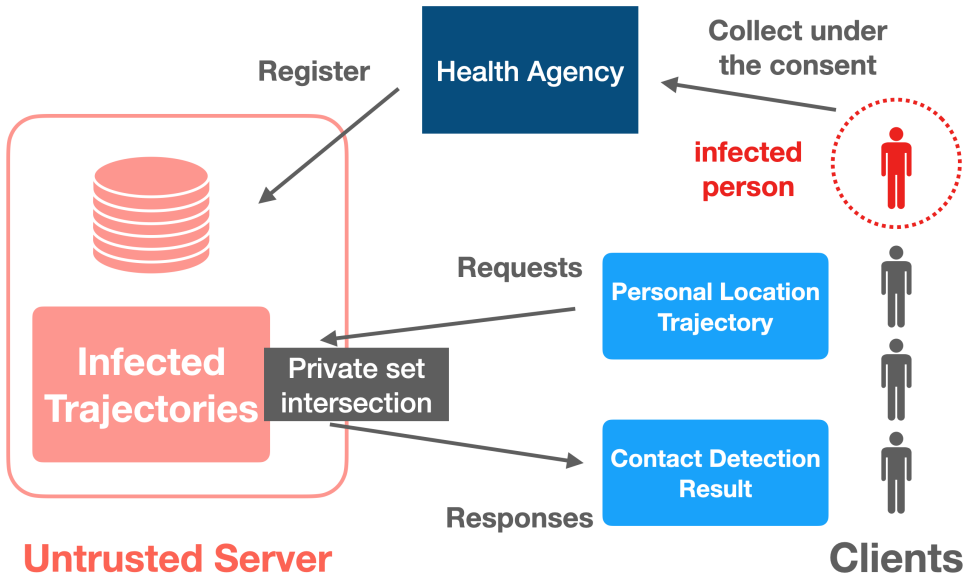 Collect under
the consent
Register
Health Agency
infected
person
Requests
Personal Location
Trajectory
Infected
Trajectories
Private set
intersection
Contact Detection
Result
Responses
Untrusted Server
Clients